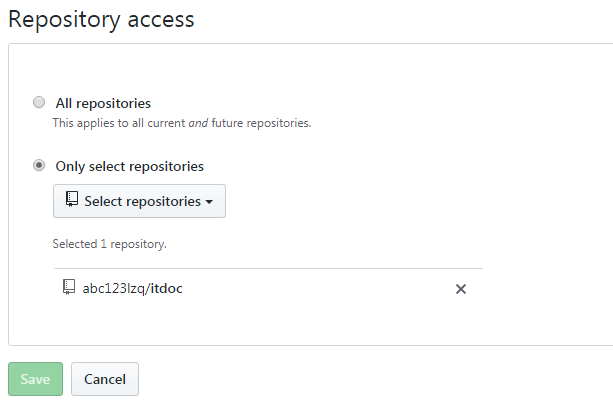 Repository access
All repositories
This applies to all current and future repositories.
Only select repositories
Select repositories
Selected 1 repository.
abc123lzq/itdoc
Save
Cancel